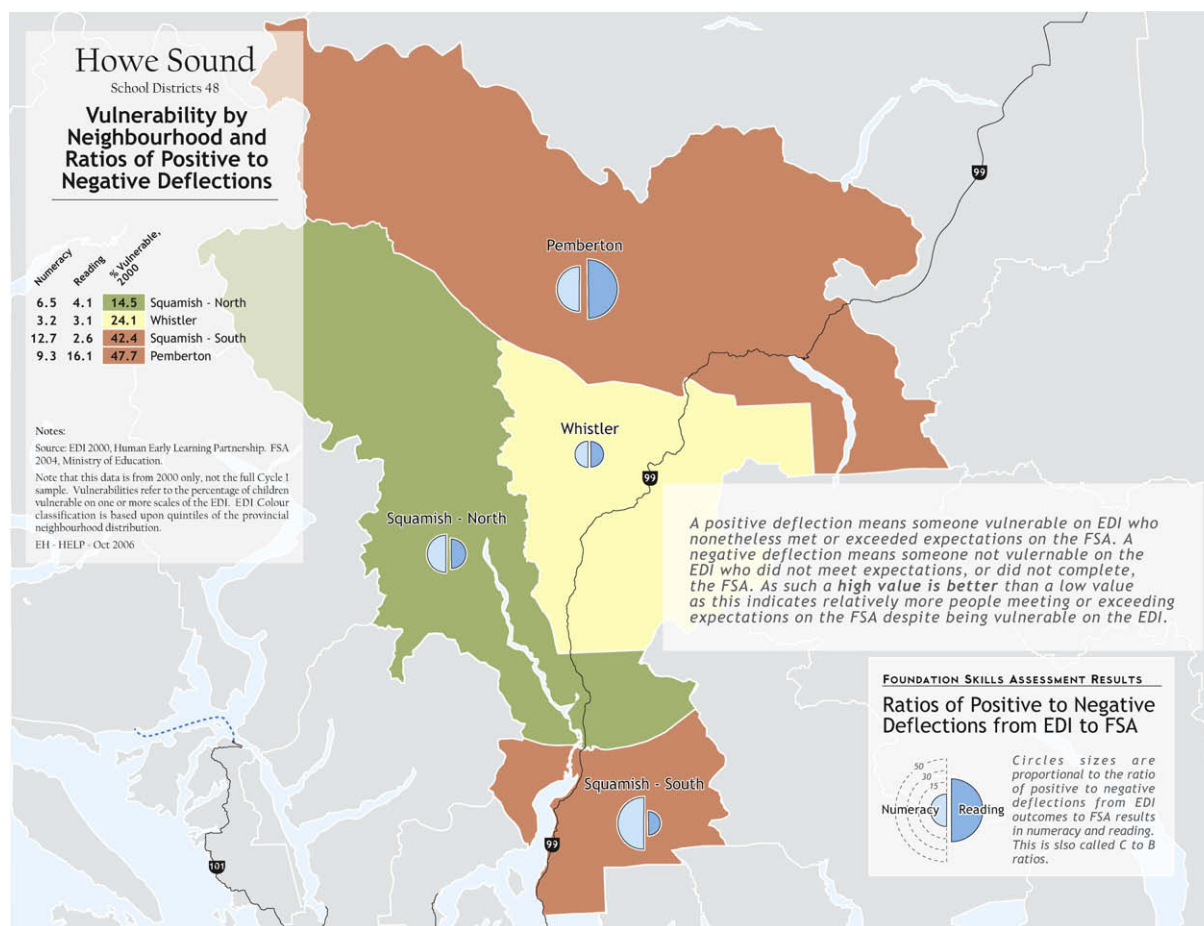 Howe Sound
School Districts 48
Vulnerability by
Neighbourhood and
Ratios of Positive to
Negative Deflections
Numeracy
Reading
% Vulnerable,
2000
6.5 4.1 14.5 Squamish - North
3.2 3.1 24.1 Whistler
12.7 2.6 42.4 Squamish - South
9.3 16.1 47.7 Pemberton
Notes:
Source: EDI 2000, Human Early Learning Partnership. FSA
2004, Ministry of Education.
Note that this data is from 2000 only, not the full Cycle I
sample. Vulnerabilities refer to the percentage of children
vulnerable on one or more scales of the EDI. EDI Colour
classification is based upon quintiles of the provincial
neighbourhood distribution.
EH - HELP - Oct 2006
99
Pemberton
Whistler
99
Squamish - North
Squamish - South
99
101
A positive deflection means someone vulnerable on EDI who
nonetheless met or exceeded expectations on the FSA. A
negative deflection means someone not vulernable on the
EDI who did not meet expectations, or did not complete,
the FSA. As such a high value is better than a low value
as this indicates relatively more people meeting or exceeding
expectations on the FSA despite being vulnerable on the EDI.
FOUNDATION SKILLS ASSESSMENT RESULTS
Ratios of Positive to Negative
Deflections from EDI to FSA
50
30
15
Numeracy
Reading
Circles sizes are
proportional to the ratio
of positive to negative
deflections from EDI
outcomes to FSA results
in numeracy and reading.
This is slso called C to B
ratios.